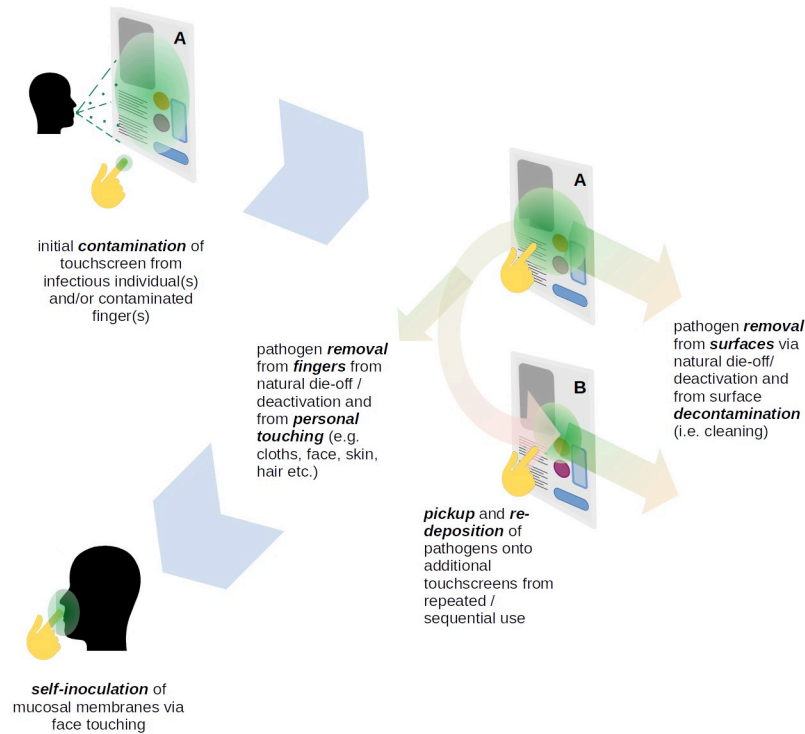 A
initial contamination of
touchscreen from
infectious individual(s)
and/or contaminated
finger(s)
A
pathogen removal
from surfaces via
natural die-off/
deactivation and
from surface
decontamination
(i.e. cleaning)
pathogen removal
from fingers from
natural die-off /
deactivation and
from personal
touching (e.g.
cloths, face, skin,
hair etc.)
B
pickup and re-
deposition of
pathogens onto
additional
touchscreens from
repeated /
sequential use
self-inoculation of
mucosal membranes via
face touching